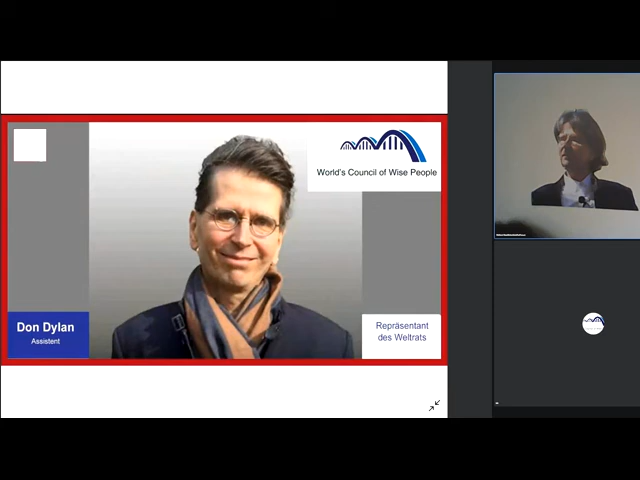 World's Council of Wise People
Don Dylan
Assistent
Repräsentant
des Weltrats